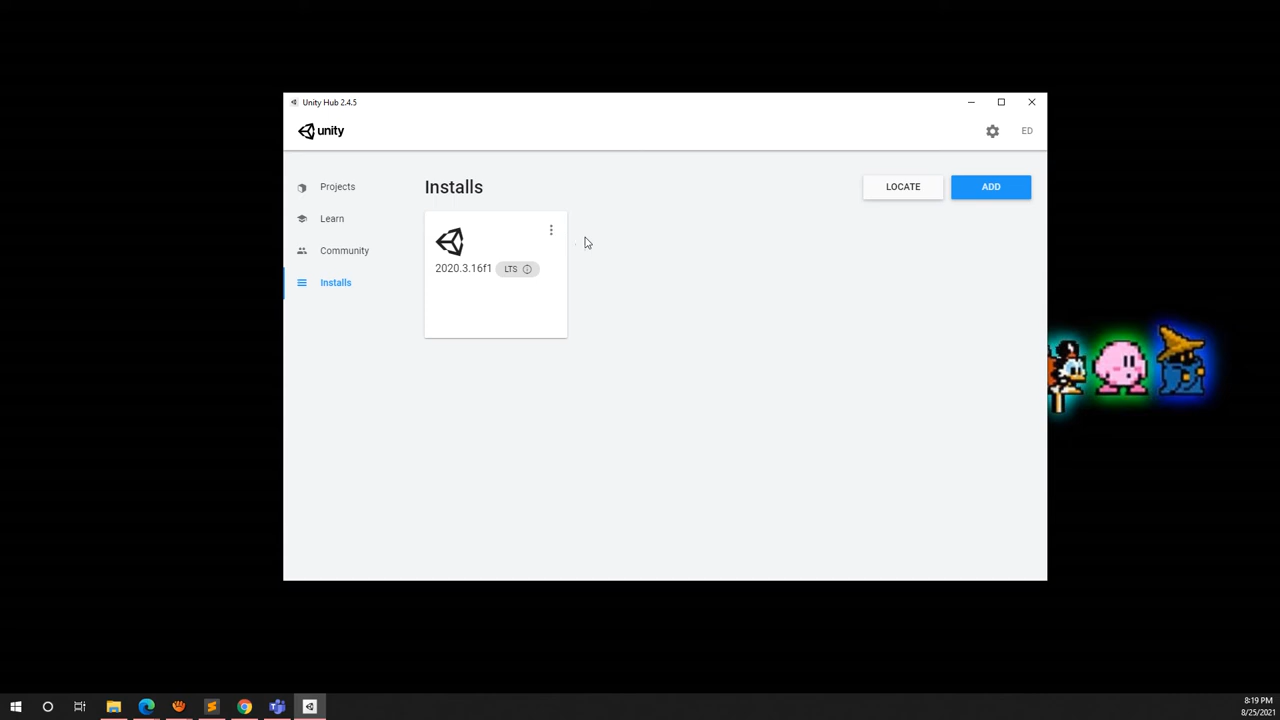 Unity Hub 2.4.5
unity
ED
Projects
Learn
Community
Installs
Installs
LOCATE
ADD
2020.3.16f1 LTS
8:19 PM
8/25/2021